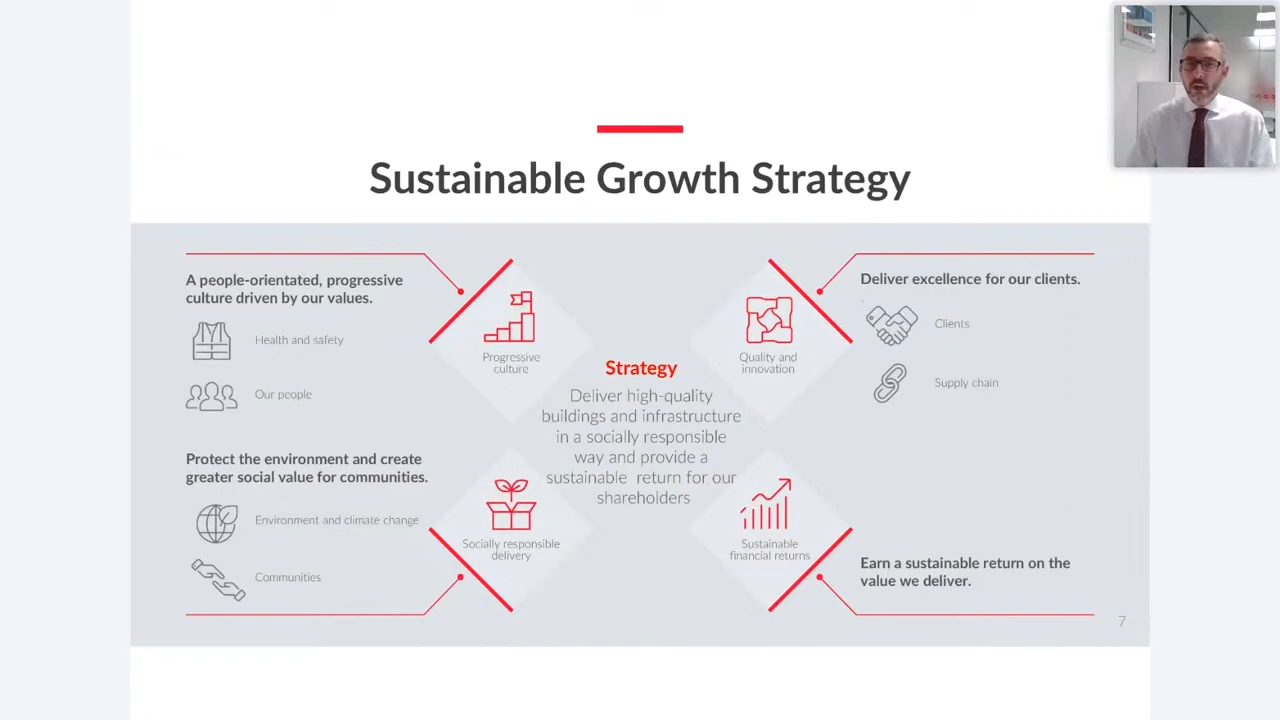 Sustainable Growth Strategy
A people-orientated, progressive
culture driven by our values.
Health and safety
Our people
Protect the environment and create
greater social value for communities.
Environment and climate change
Communities
Progressive
culture
Socially responsible
delivery
Strategy
Deliver high-quality
buildings and infrastructure
in a socially responsible
way and provide a
sustainable return for our
shareholders
Quality and
innovation
Sustainable
financial returns
Deliver excellence for our clients.
Clients
Supply chain
Earn a sustainable return on the
value we deliver.
7